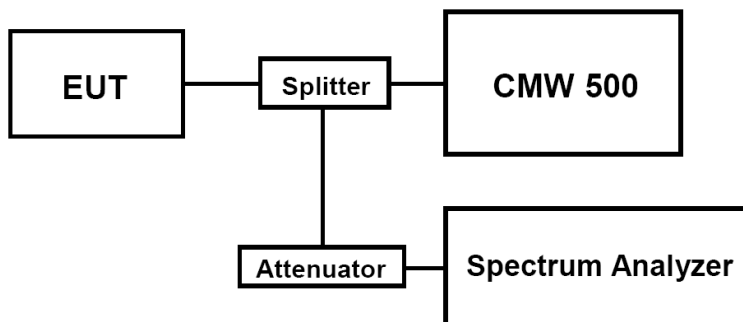 EUT
Splitter
CMW 500
Attenuator
Spectrum Analyzer